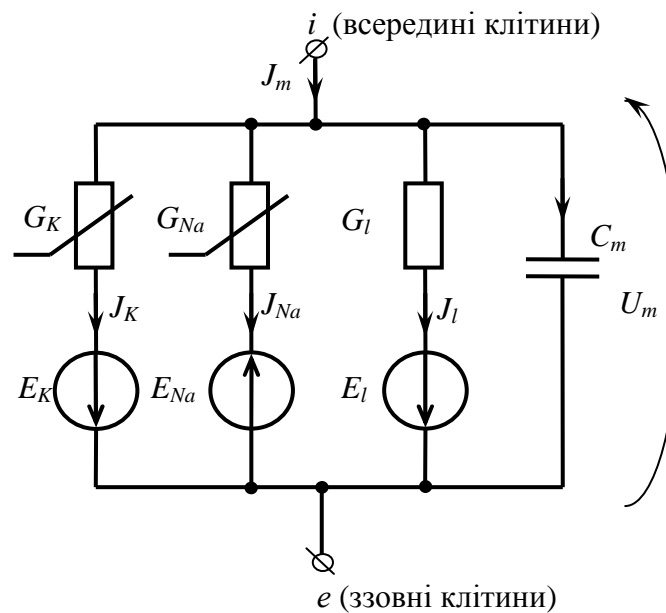 i (всередині клітини)
J_m
G_K
G_Na
G_l
C_m
U_m
J_K
J_Na
J_l
E_K
E_Na
E_l
e (ззовні клітини)